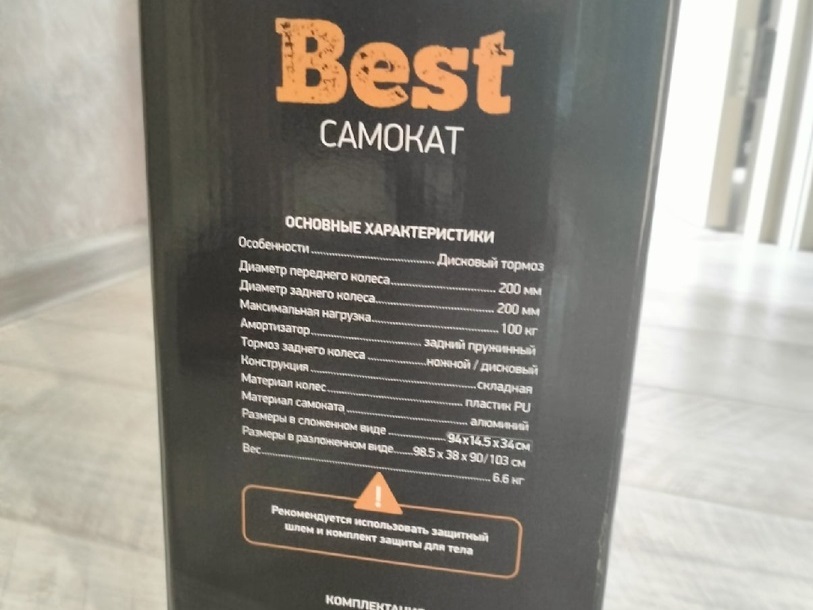 Best
САМОКАТ
ОСНОВНЫЕ ХАРАКТЕРИСТИКИ
Особенности Дисковый тормоз
Диаметр переднего колеса 200 мм
Диаметр заднего колеса 200 мм
Максимальная нагрузка 100 кг
Амортизатор задний пружинный
Тормоз заднего колеса ножной / дисковый
Конструкция складная
Материал колес пластик PU
Материал самоката алюминий
Размеры в сложенном виде 94x14.5x34см
Размеры в разложенном виде 98.5 x 38 x 90/103 см
Вес 6.6 кг
!
Рекомендуется использовать защитный
шлем и комплект защиты для тела